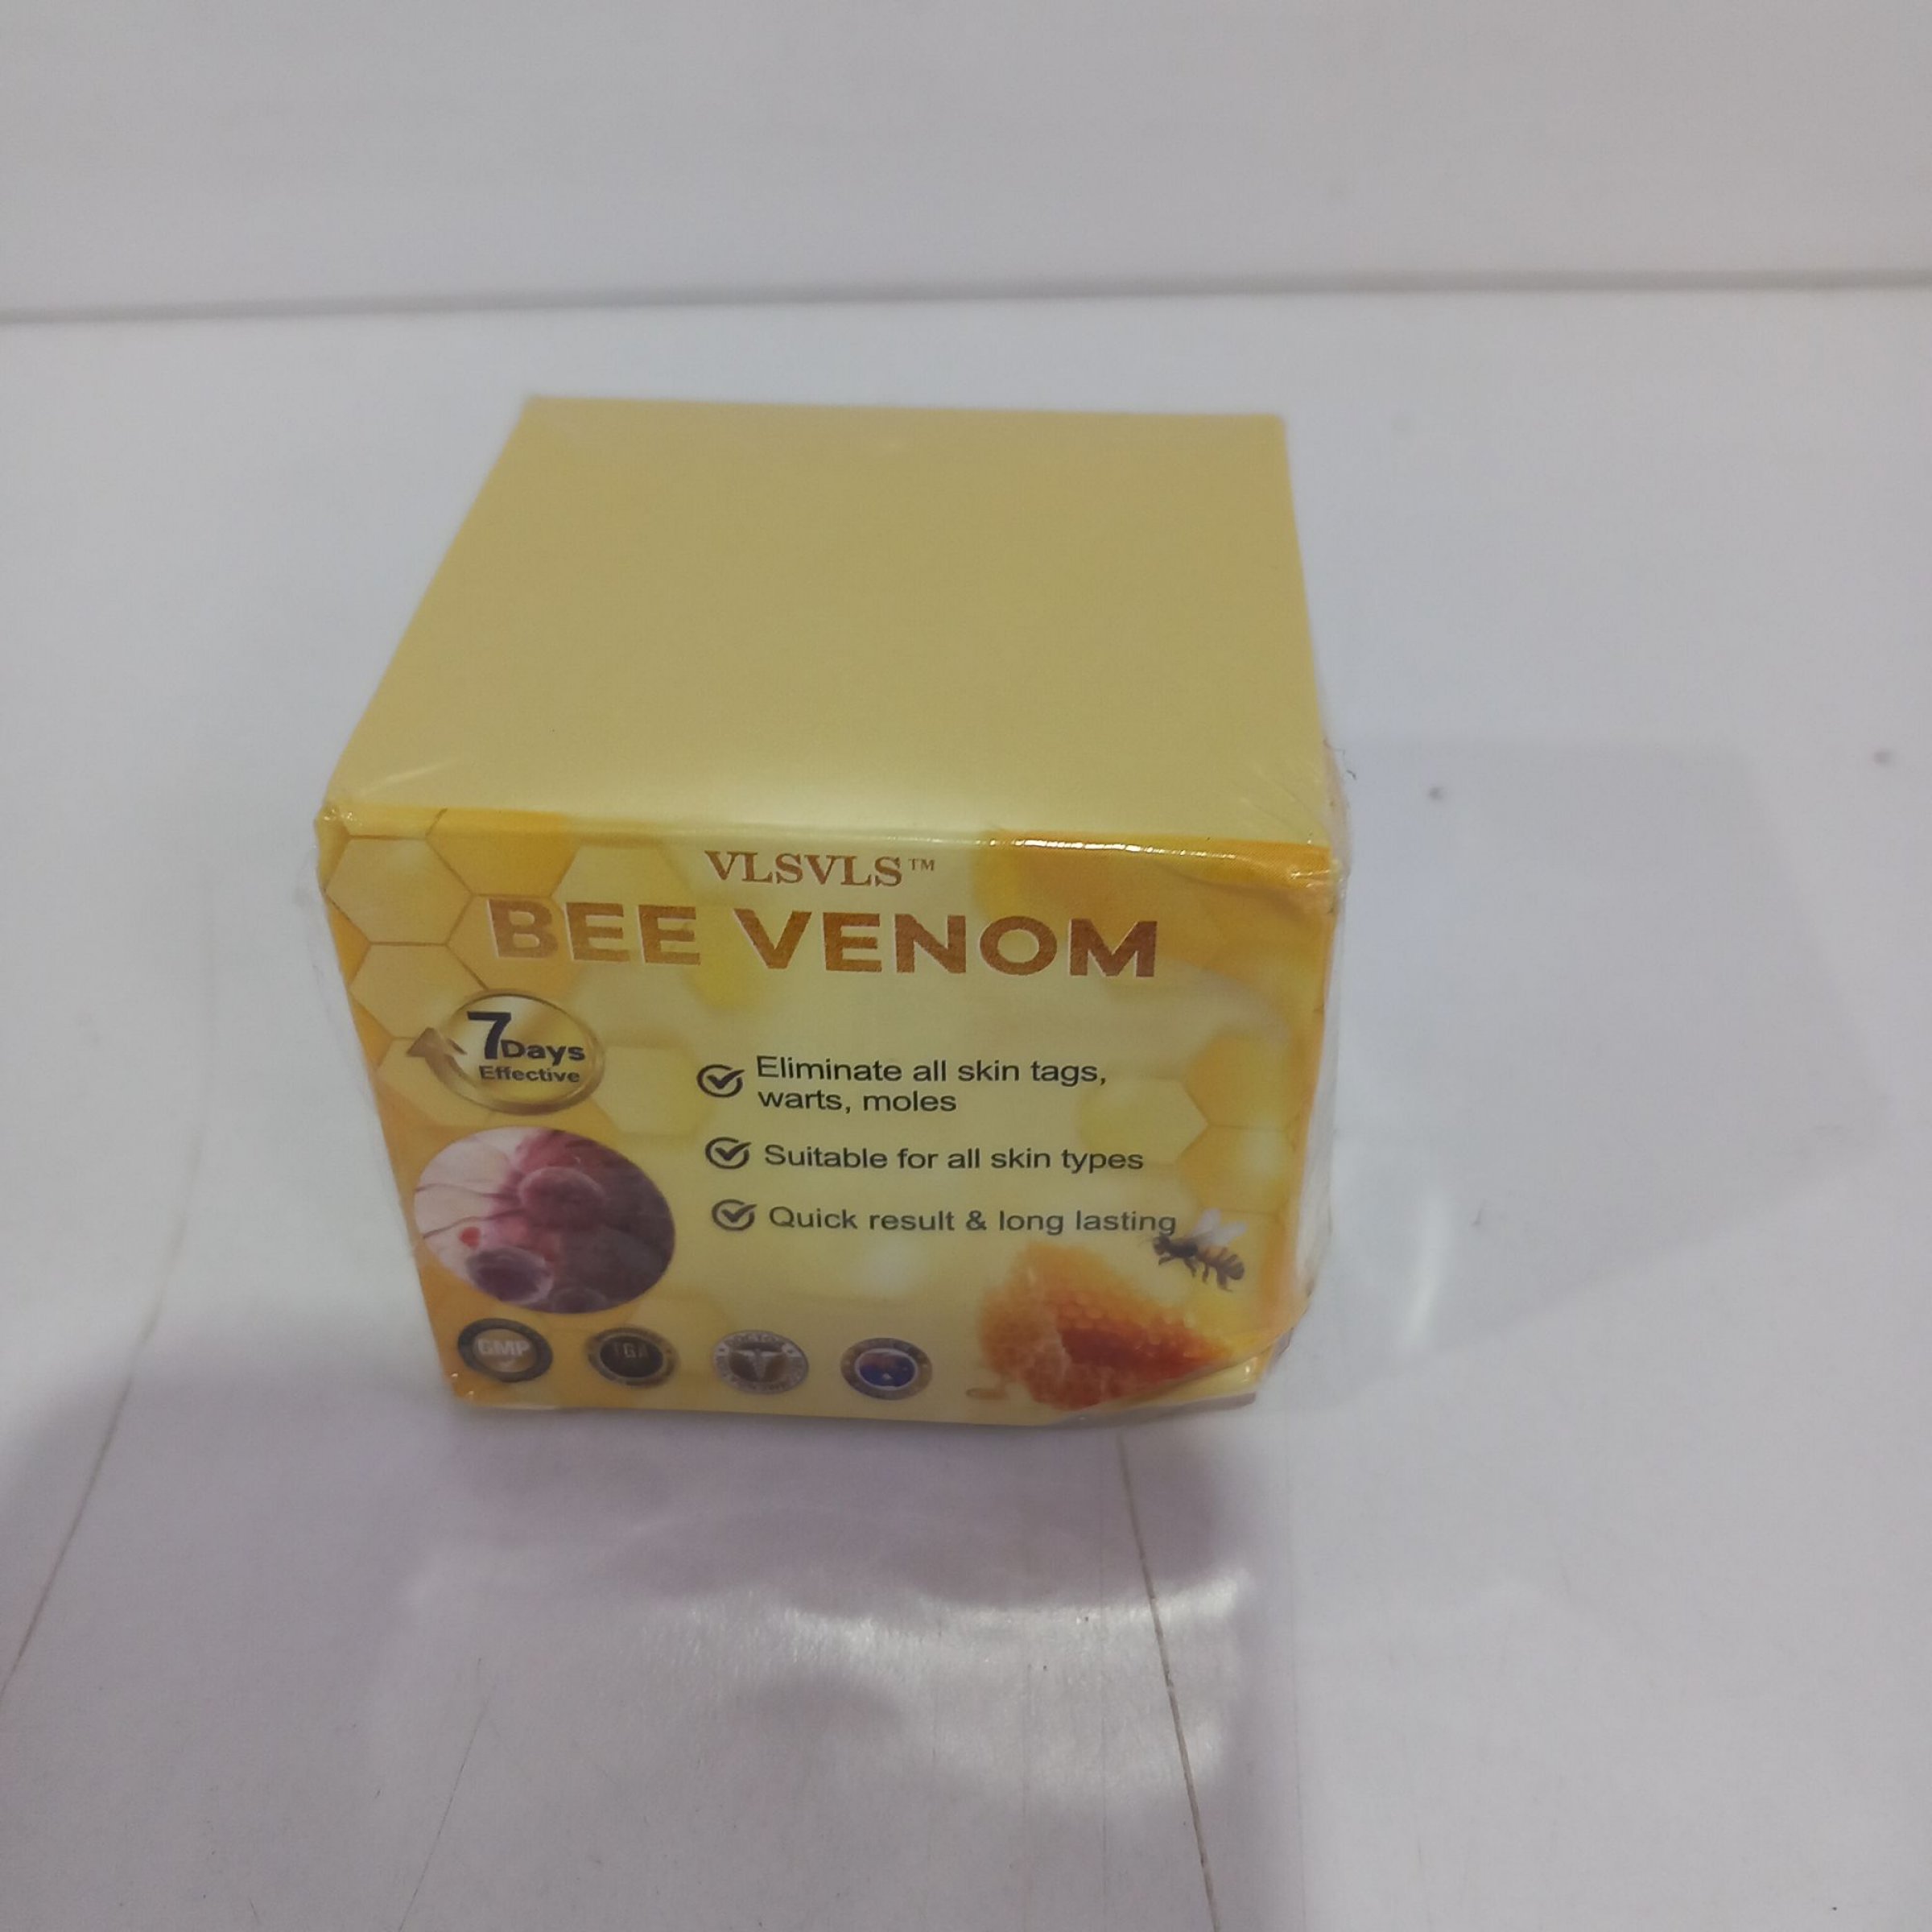 VLSVLS™
BEE VENOM
7Days
Effective
Eliminate all skin tags,
warts, moles
Suitable for all skin types
Quick result & long lasting
GMP
TGA